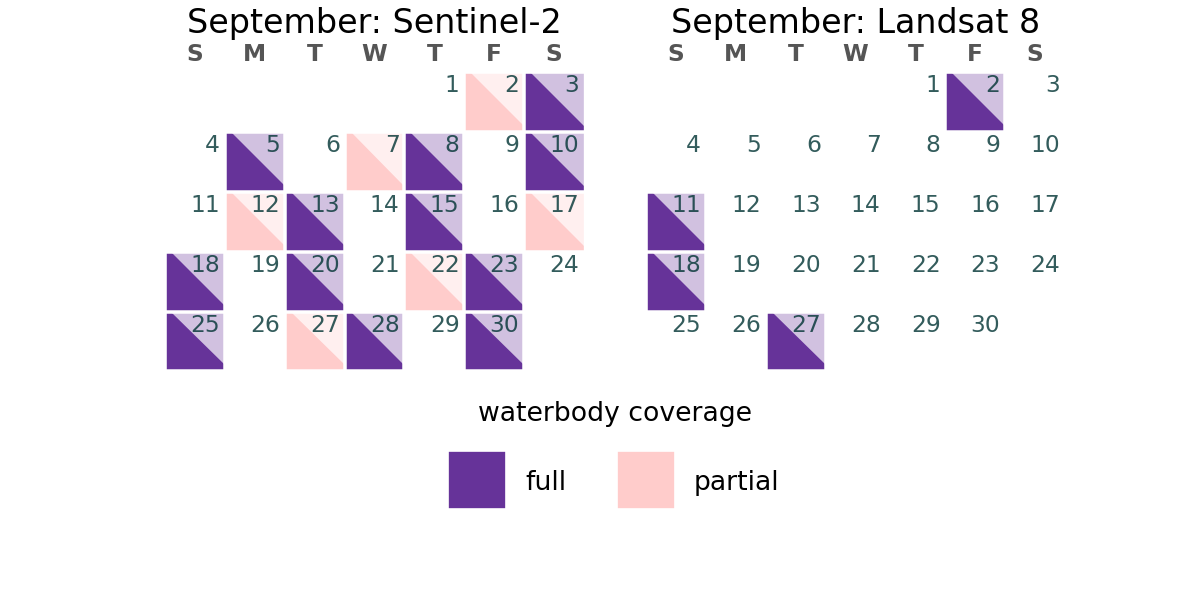 September: Sentinel-2
S M T W T F S
1 2 3
4 5 6 7 8 9 10
11 12 13 14 15 16 17
18 19 20 21 22 23 24
25 26 27 28 29 30
September: Landsat 8
S M T W T F S
1 2 3
4 5 6 7 8 9 10
11 12 13 14 15 16 17
18 19 20 21 22 23 24
25 26 27 28 29 30
waterbody coverage
full partial